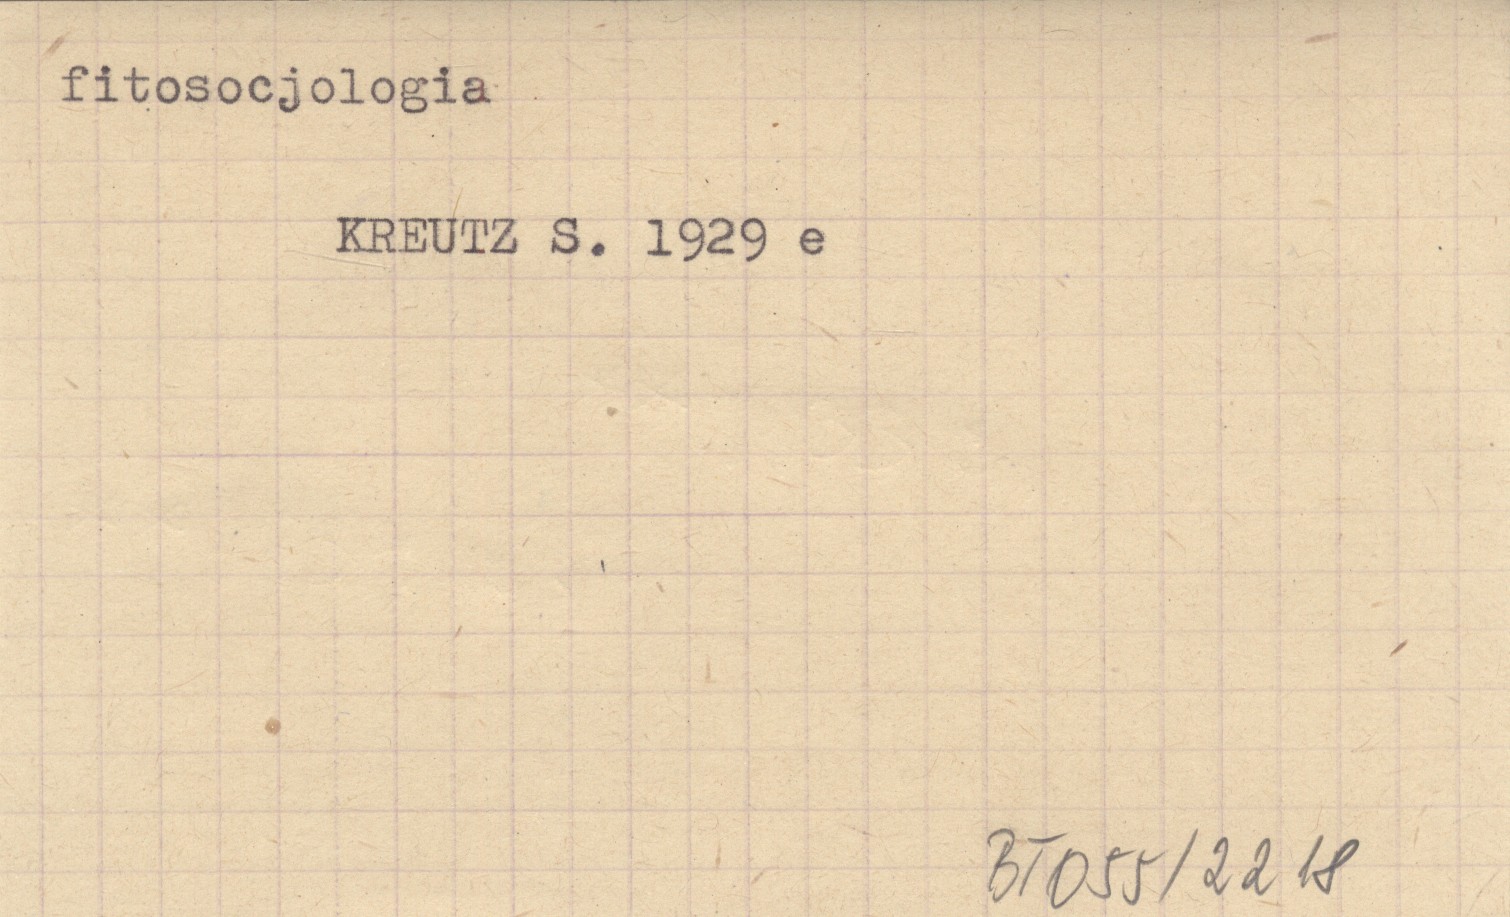 fitosocjologia
KREUTZ S. 1929 e
BT055/2218